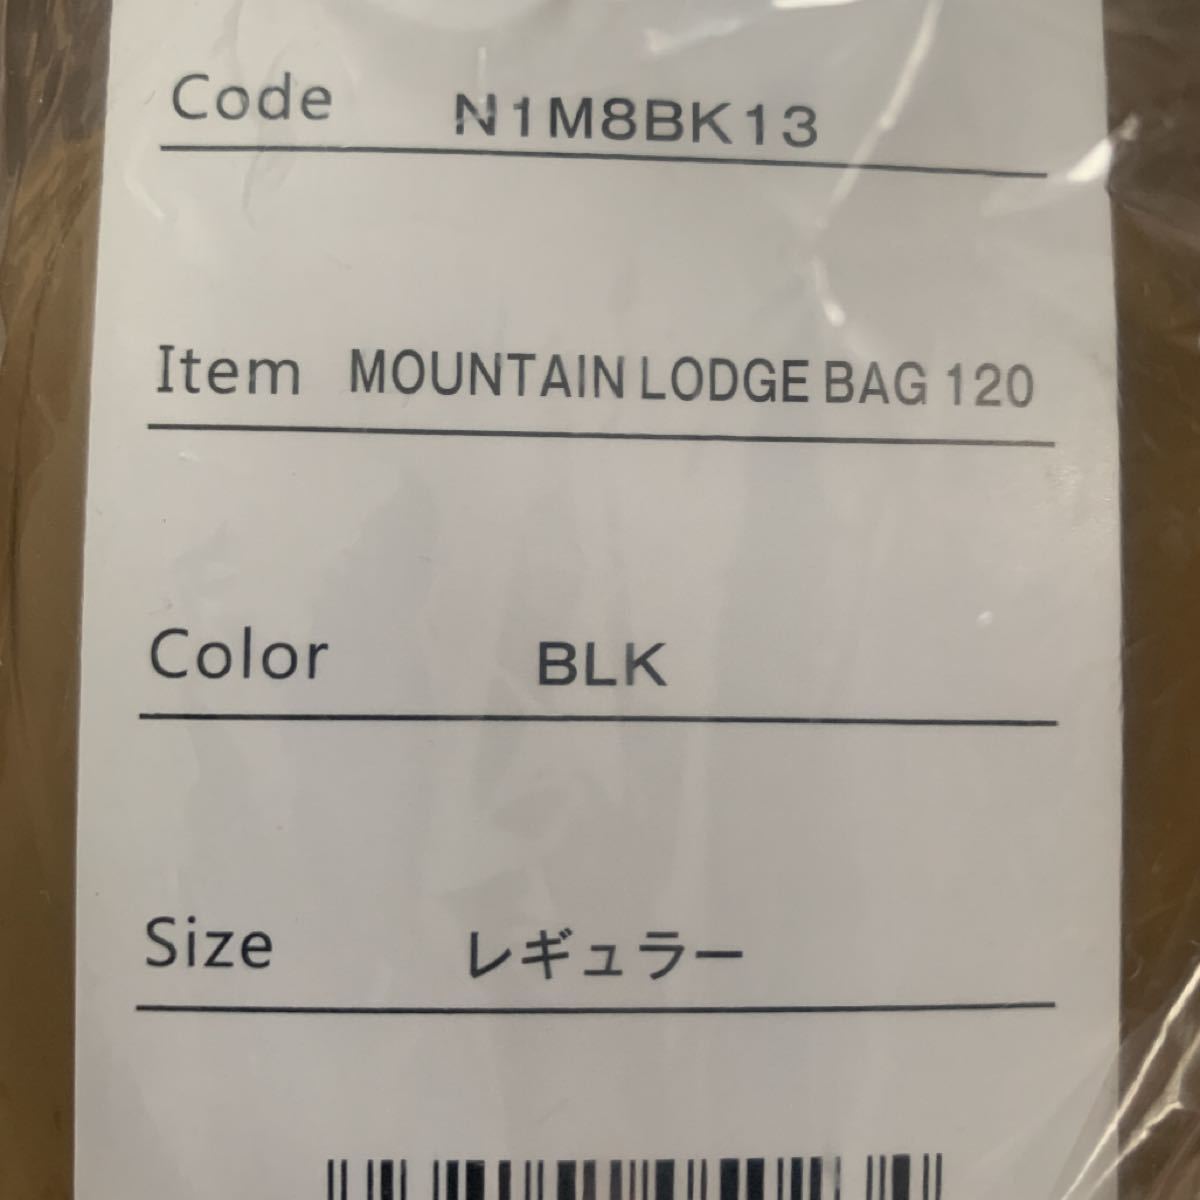 Code N1M8BK13
Item MOUNTAIN LODGE BAG 120
Color BLK
Size レギュラー